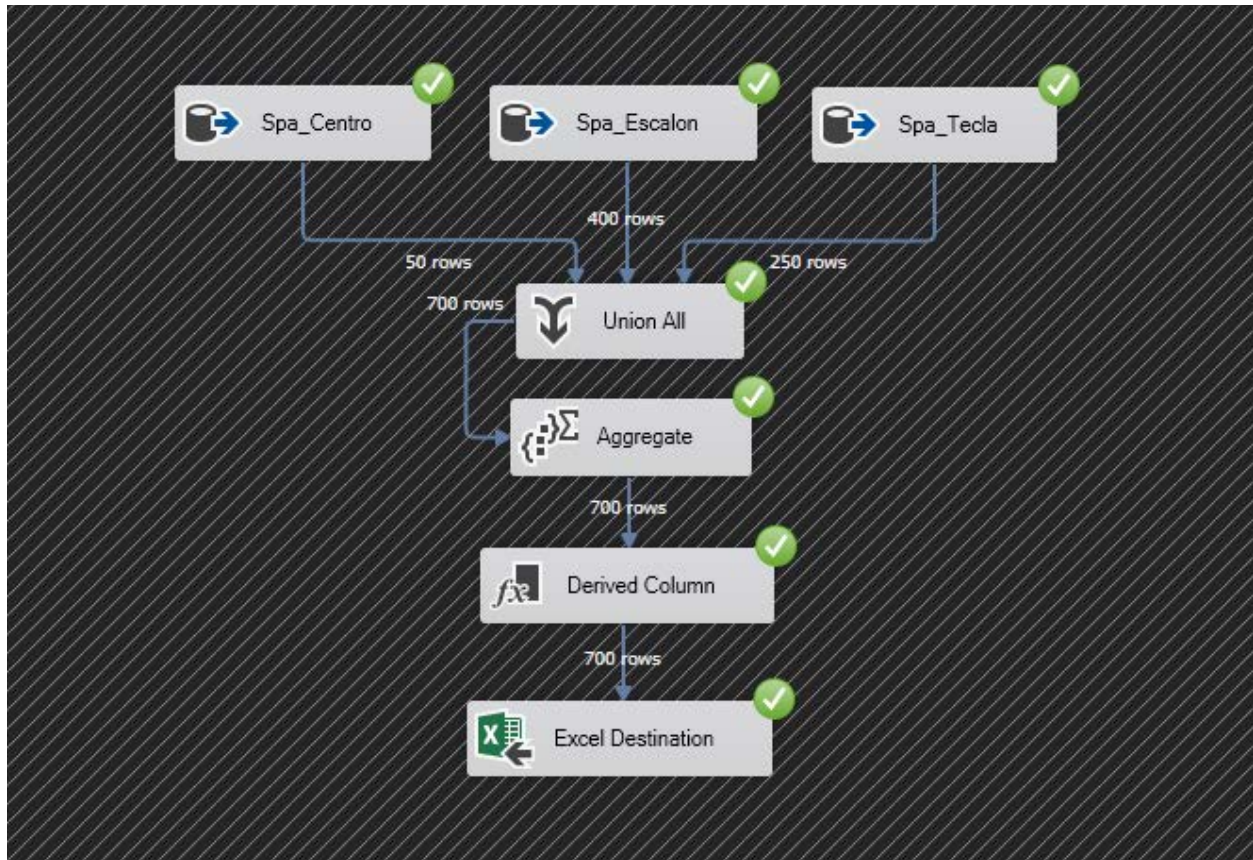 Spa_Centro
Spa_Escalon
Spa_Tecla
400 rows
50 rows
250 rows
700 rows
Union All
Aggregate
700 rows
Derived Column
700 rows
Excel Destination